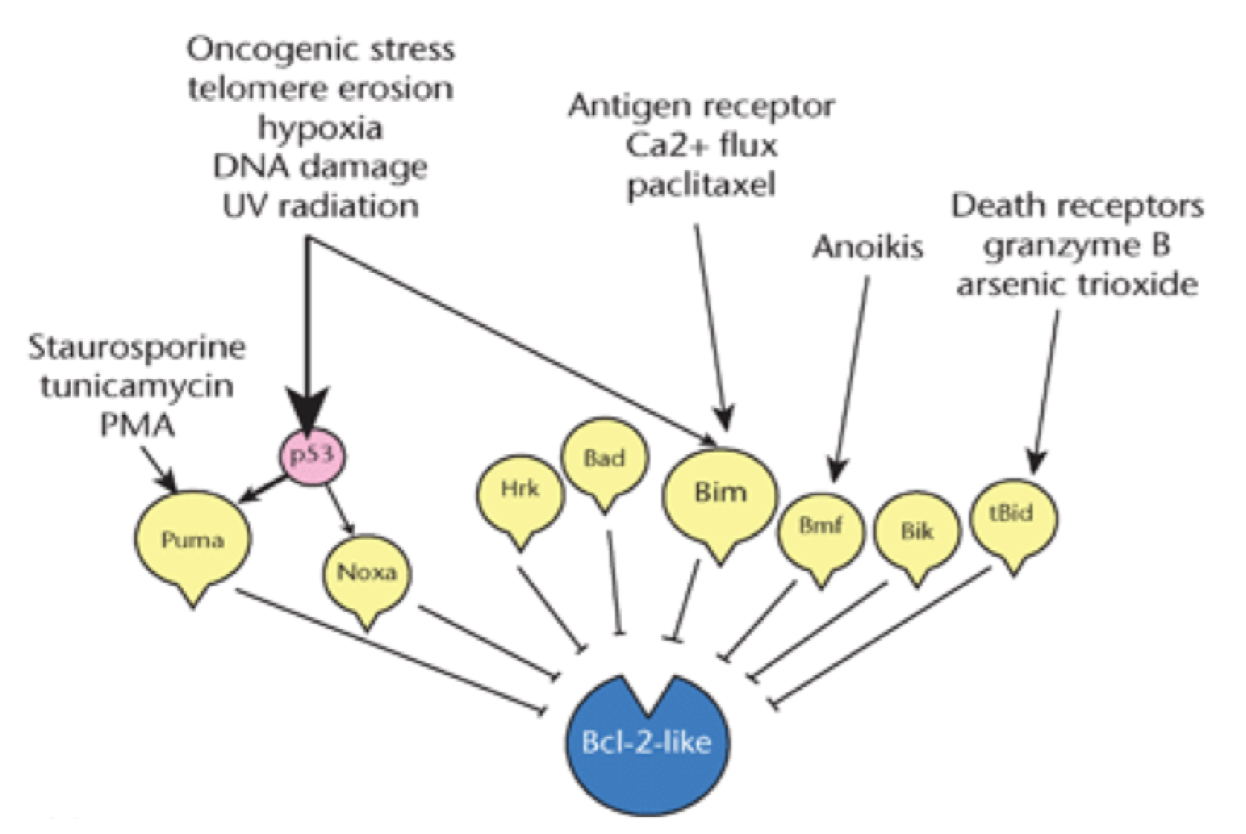 Oncogenic stress
telomere erosion
hypoxia
DNA damage
UV radiation
Antigen receptor
Ca2+ flux
paclitaxel
Anoikis
Death receptors
granzyme B
arsenic trioxide
Staurosporine
tunicamycin
PMA
p53
Puma
Noxa
Hrk
Bad
Bim
Bmf
Bik
tBid
Bcl-2-like